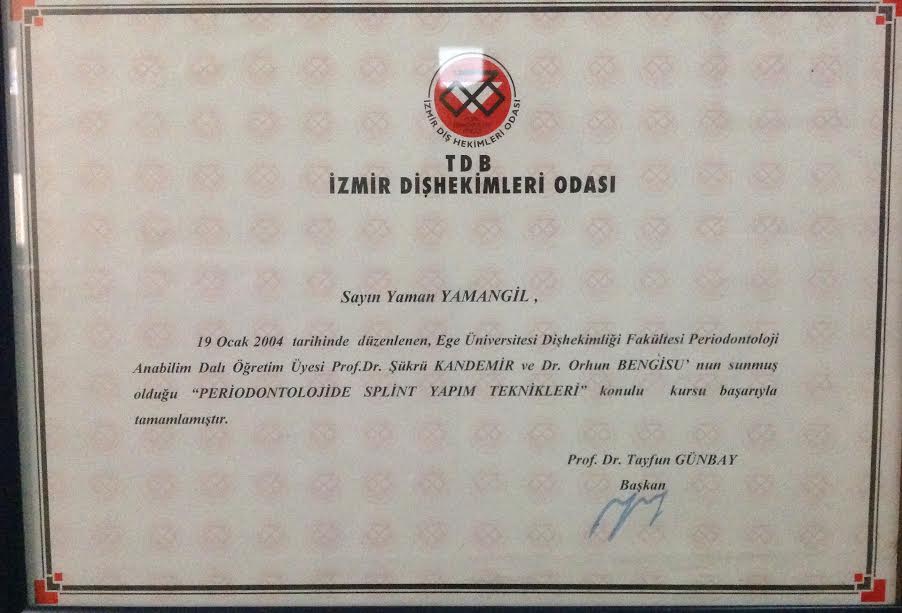 İZMİR DİŞ HEKİMLERİ ODASI
TDB
İZMİR DİŞHEKİMLERİ ODASI
Sayın Yaman YAMANGİL ,
19 Ocak 2004 tarihinde düzenlenen, Ege Üniversitesi Dişhekimliği Fakültesi Periodontoloji
Anabilim Dalı Öğretim Üyesi Prof.Dr. Şükrü KANDEMİR ve Dr. Orhun BENGİSU' nun sunmuş
olduğu “PERİODONTOLOJİDE SPLİNT YAPIM TEKNİKLERİ” konulu kursu başarıyla
tamamlamıştır.
Prof. Dr. Tayfun GÜNBAY
Başkan